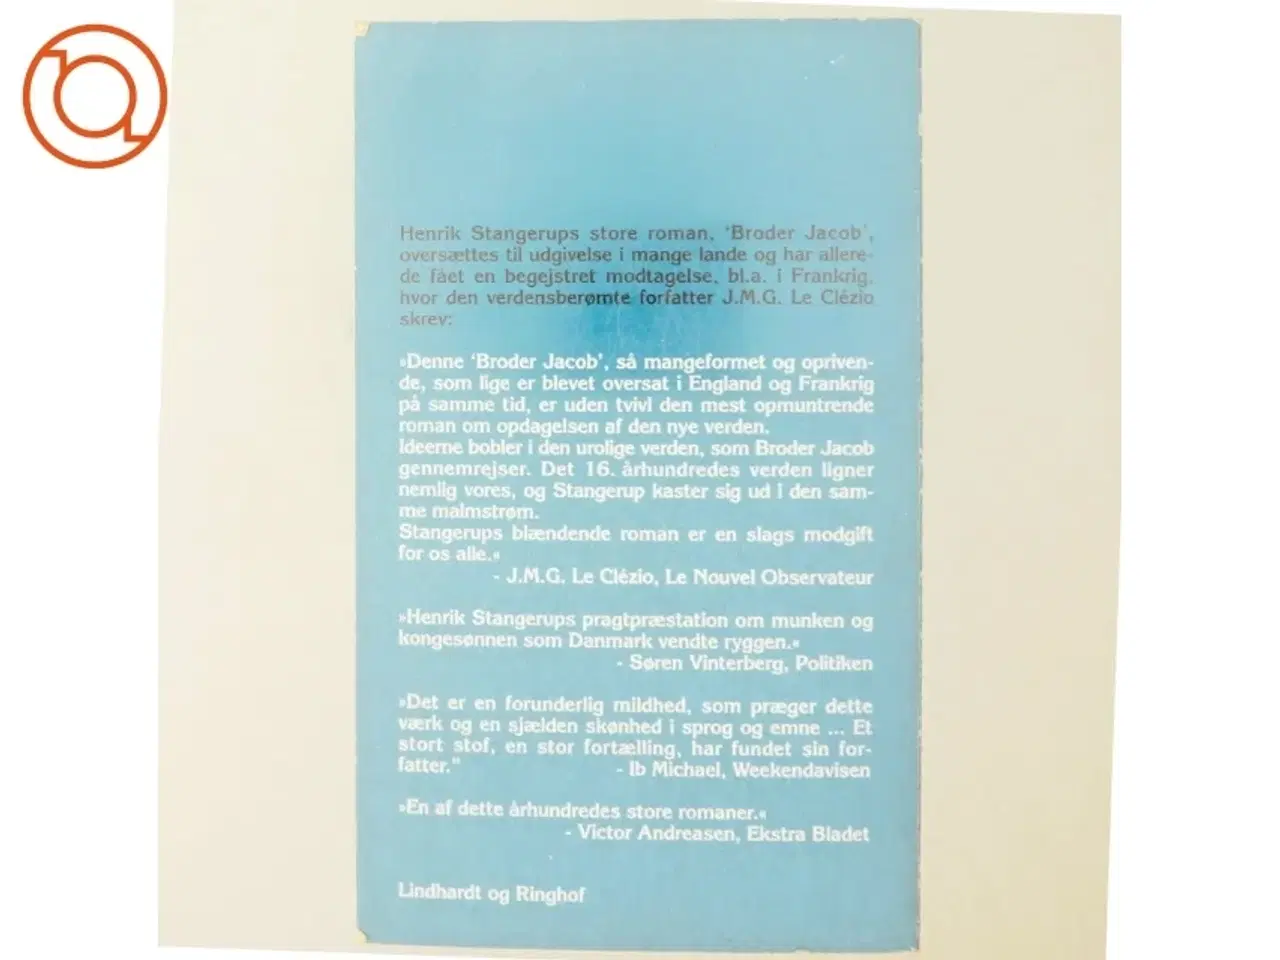 Henrik Stangerups store roman, 'Broder Jacob',
oversættes til udgivelse i mange lande og har allere-
de fået en begejstret modtagelse, bl.a. i Frankrig,
hvor den verdensberømte forfatter J.M.G. Le Clézio
skrev:
»Denne 'Broder Jacob', så mangeformet og opriven-
de, som lige er blevet oversat i England og Frankrig
på samme tid, er uden tvivl den mest opmuntrende
roman om opdagelsen af den nye verden.
Ideerne bobler i den urolige verden, som Broder Jacob
gennemrejser. Det 16. århundredes verden ligner
nemlig vores, og Stangerup kaster sig ud i den sam-
me malmstrøm.
Stangerups blændende roman er en slags modgift
for os alle.«
- J.M.G. Le Clézio, Le Nouvel Observateur
»Henrik Stangerups pragtpræstation om munken og
kongesønnen som Danmark vendte ryggen.«
- Søren Vinterberg, Politiken
»Det er en forunderlig mildhed, som præger dette
værk og en sjælden skønhed i sprog og emne ... Et
stort stof, en stor fortælling, har fundet sin for-
fatter." - Ib Michael, Weekendavisen
»En af dette århundredes store romaner.«
- Victor Andreasen, Ekstra Bladet
Lindhardt og Ringhof